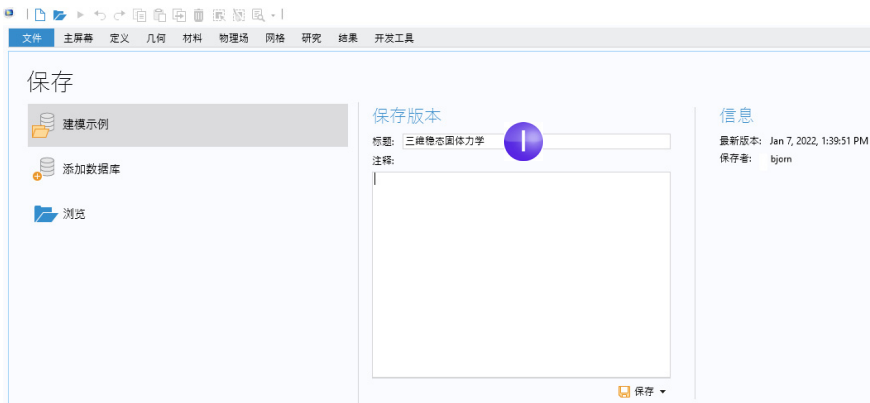 文件 主屏幕 定义 几何 材料 物理场 网格 研究 结果 开发工具
保存
建模示例
添加数据库
浏览
保存版本
标题: 三维稳态固体力学
注释:
保存
信息
最新版本: Jan 7, 2022, 1:39:51 PM
保存者: bjorn